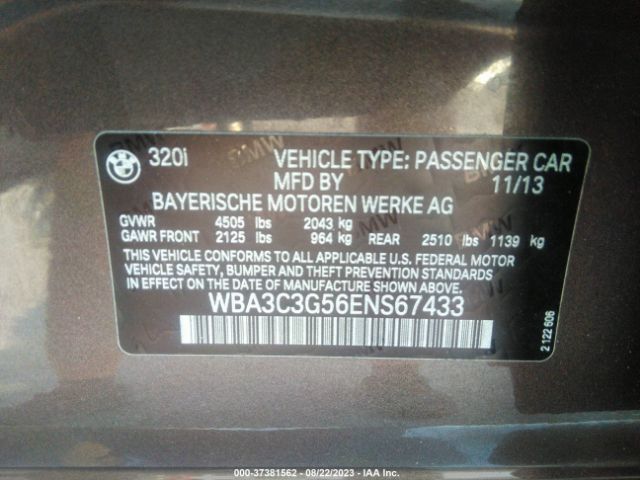 320i VEHICLE TYPE: PASSENGER CAR
MFD BY 11/13
BAYERISCHE MOTOREN WERKE AG
GVWR 4505 lbs 2043 kg
GAWR FRONT 2125 lbs 964 kg REAR 2510 lbs 1139 kg
THIS VEHICLE CONFORMS TO ALL APPLICABLE U.S. FEDERAL MOTOR
VEHICLE SAFETY, BUMPER AND THEFT PREVENTION STANDARDS
IN EFFECT ON THE DATE OF MANUFACTURE SHOWN ABOVE:
WBA3C3G56ENS67433
2 122 606
000-37381562 - 08/22/2023 - IAA Inc.